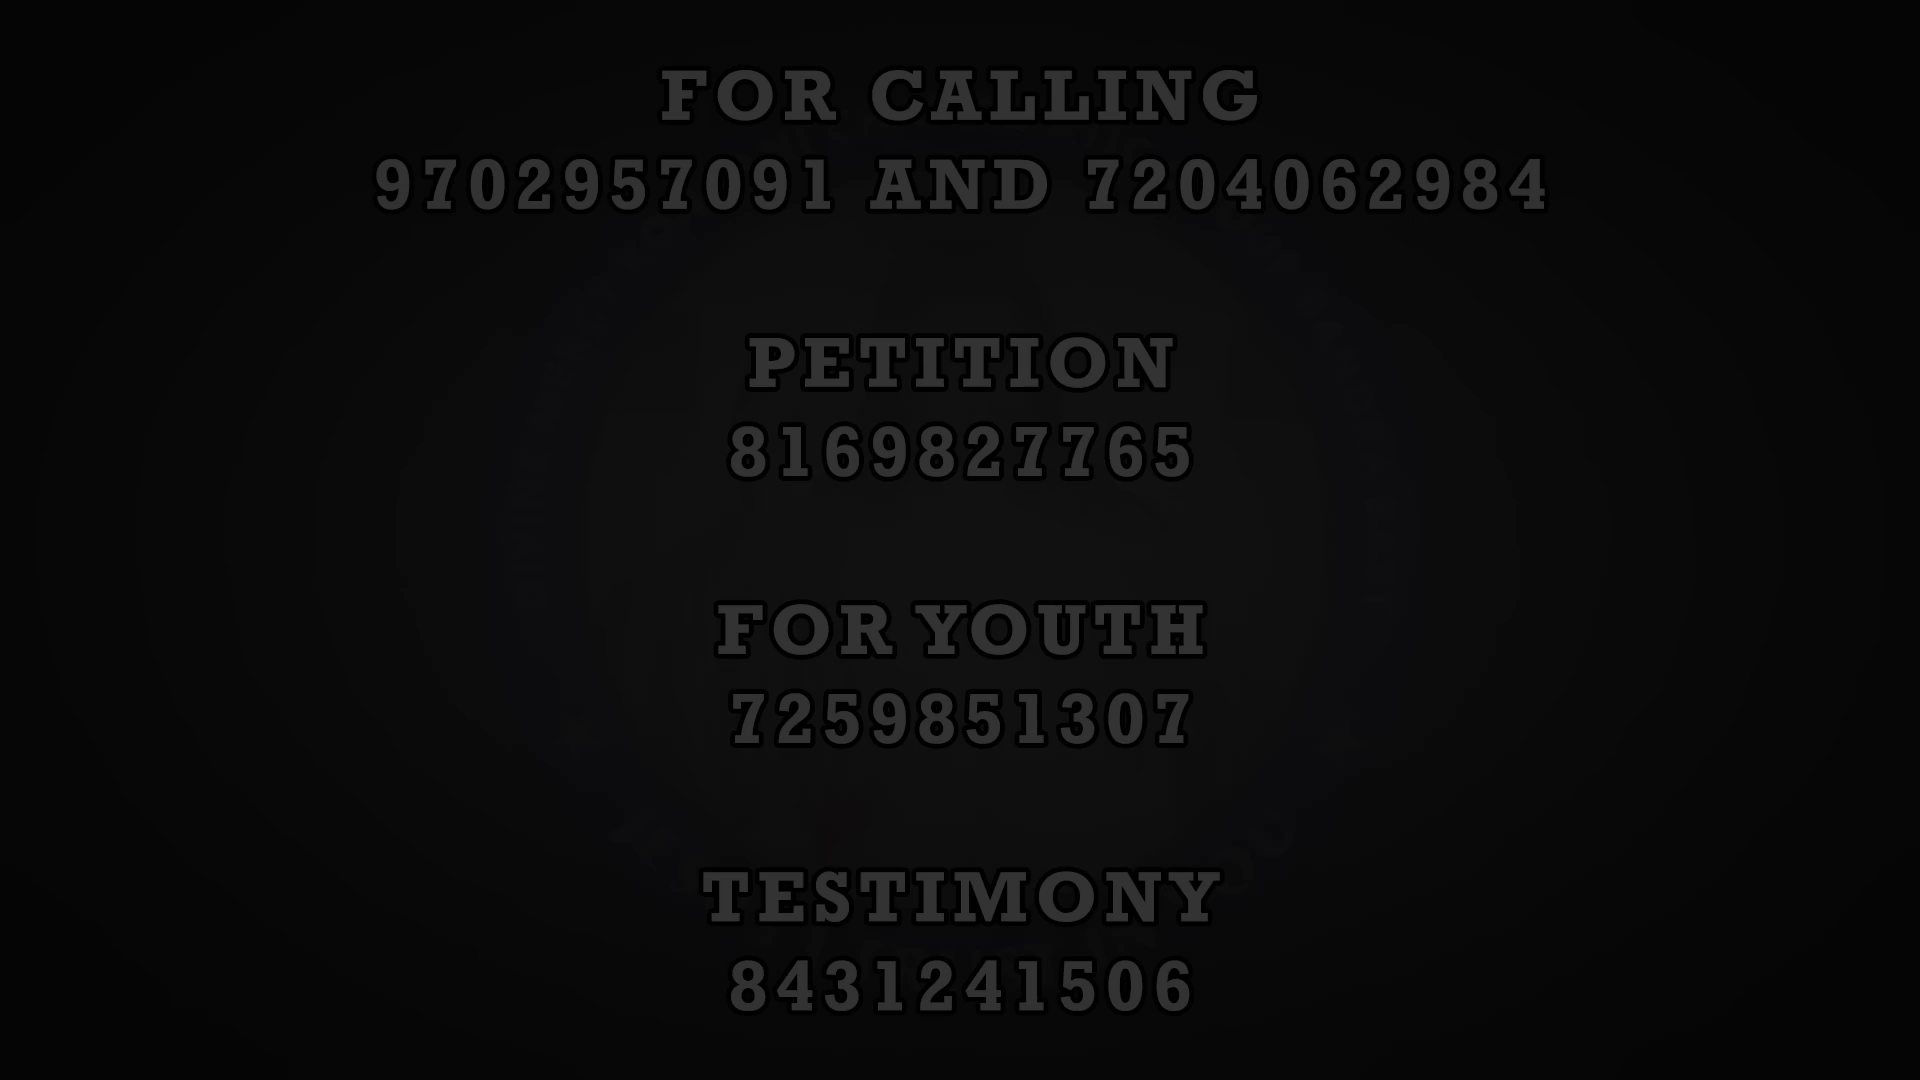 FOR CALLING
9702957091 AND 7204062984
PETITION
8169827765
FOR YOUTH
7259851307
TESTIMONY
8431241506